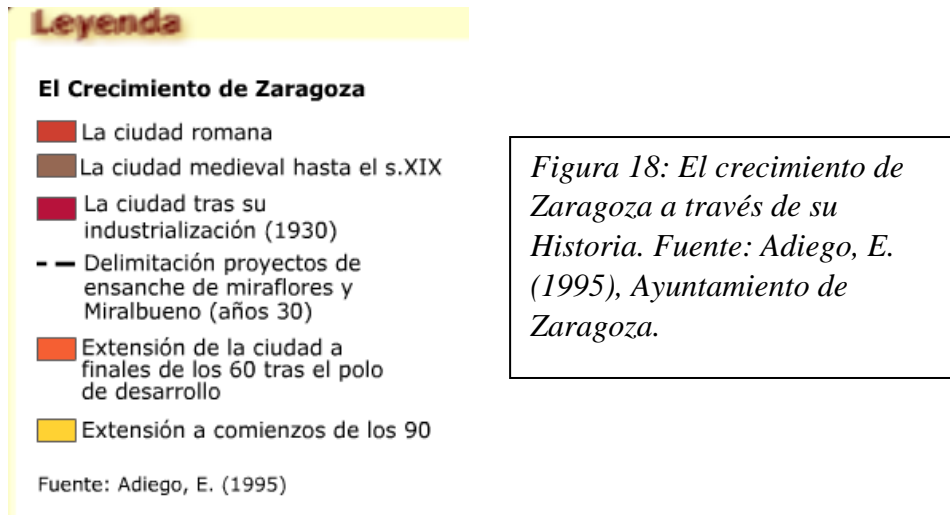 Leyenda
El Crecimiento de Zaragoza
La ciudad romana
La ciudad medieval hasta el s.XIX
La ciudad tras su
industrialización (1930)
Delimitación proyectos de
ensanche de miraflores y
Miralbueno (años 30)
Extensión de la ciudad a
finales de los 60 tras el polo
de desarrollo
Extensión a comienzos de los 90
Fuente: Adiego, E. (1995)
Figura 18: El crecimiento de
Zaragoza a través de su
Historia. Fuente: Adiego, E.
(1995), Ayuntamiento de
Zaragoza.